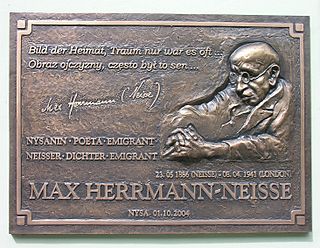 Bild der Heimat, Traum nur war es oft ...
Obraz ojczyzny, często był to sen ...
Max Herrmann (Neisse)
NYSANIN · POETA · EMIGRANT
NEISSER · DICHTER · EMIGRANT
23. 05 1886 (NEISSE) - 08. 04. 1941 (LONDON)
MAX HERRMANN-NEISSE
NYSA 01.10.2004